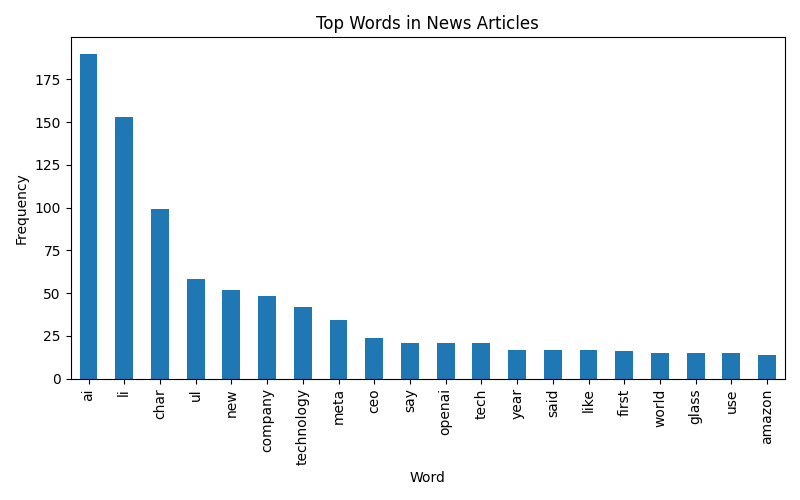 Top Words in News Articles
Frequency
175
150
125
100
75
50
25
0
ai
li
char
ul
new
company
technology
meta
ceo
say
openai
tech
year
said
like
first
world
glass
use
amazon
Word